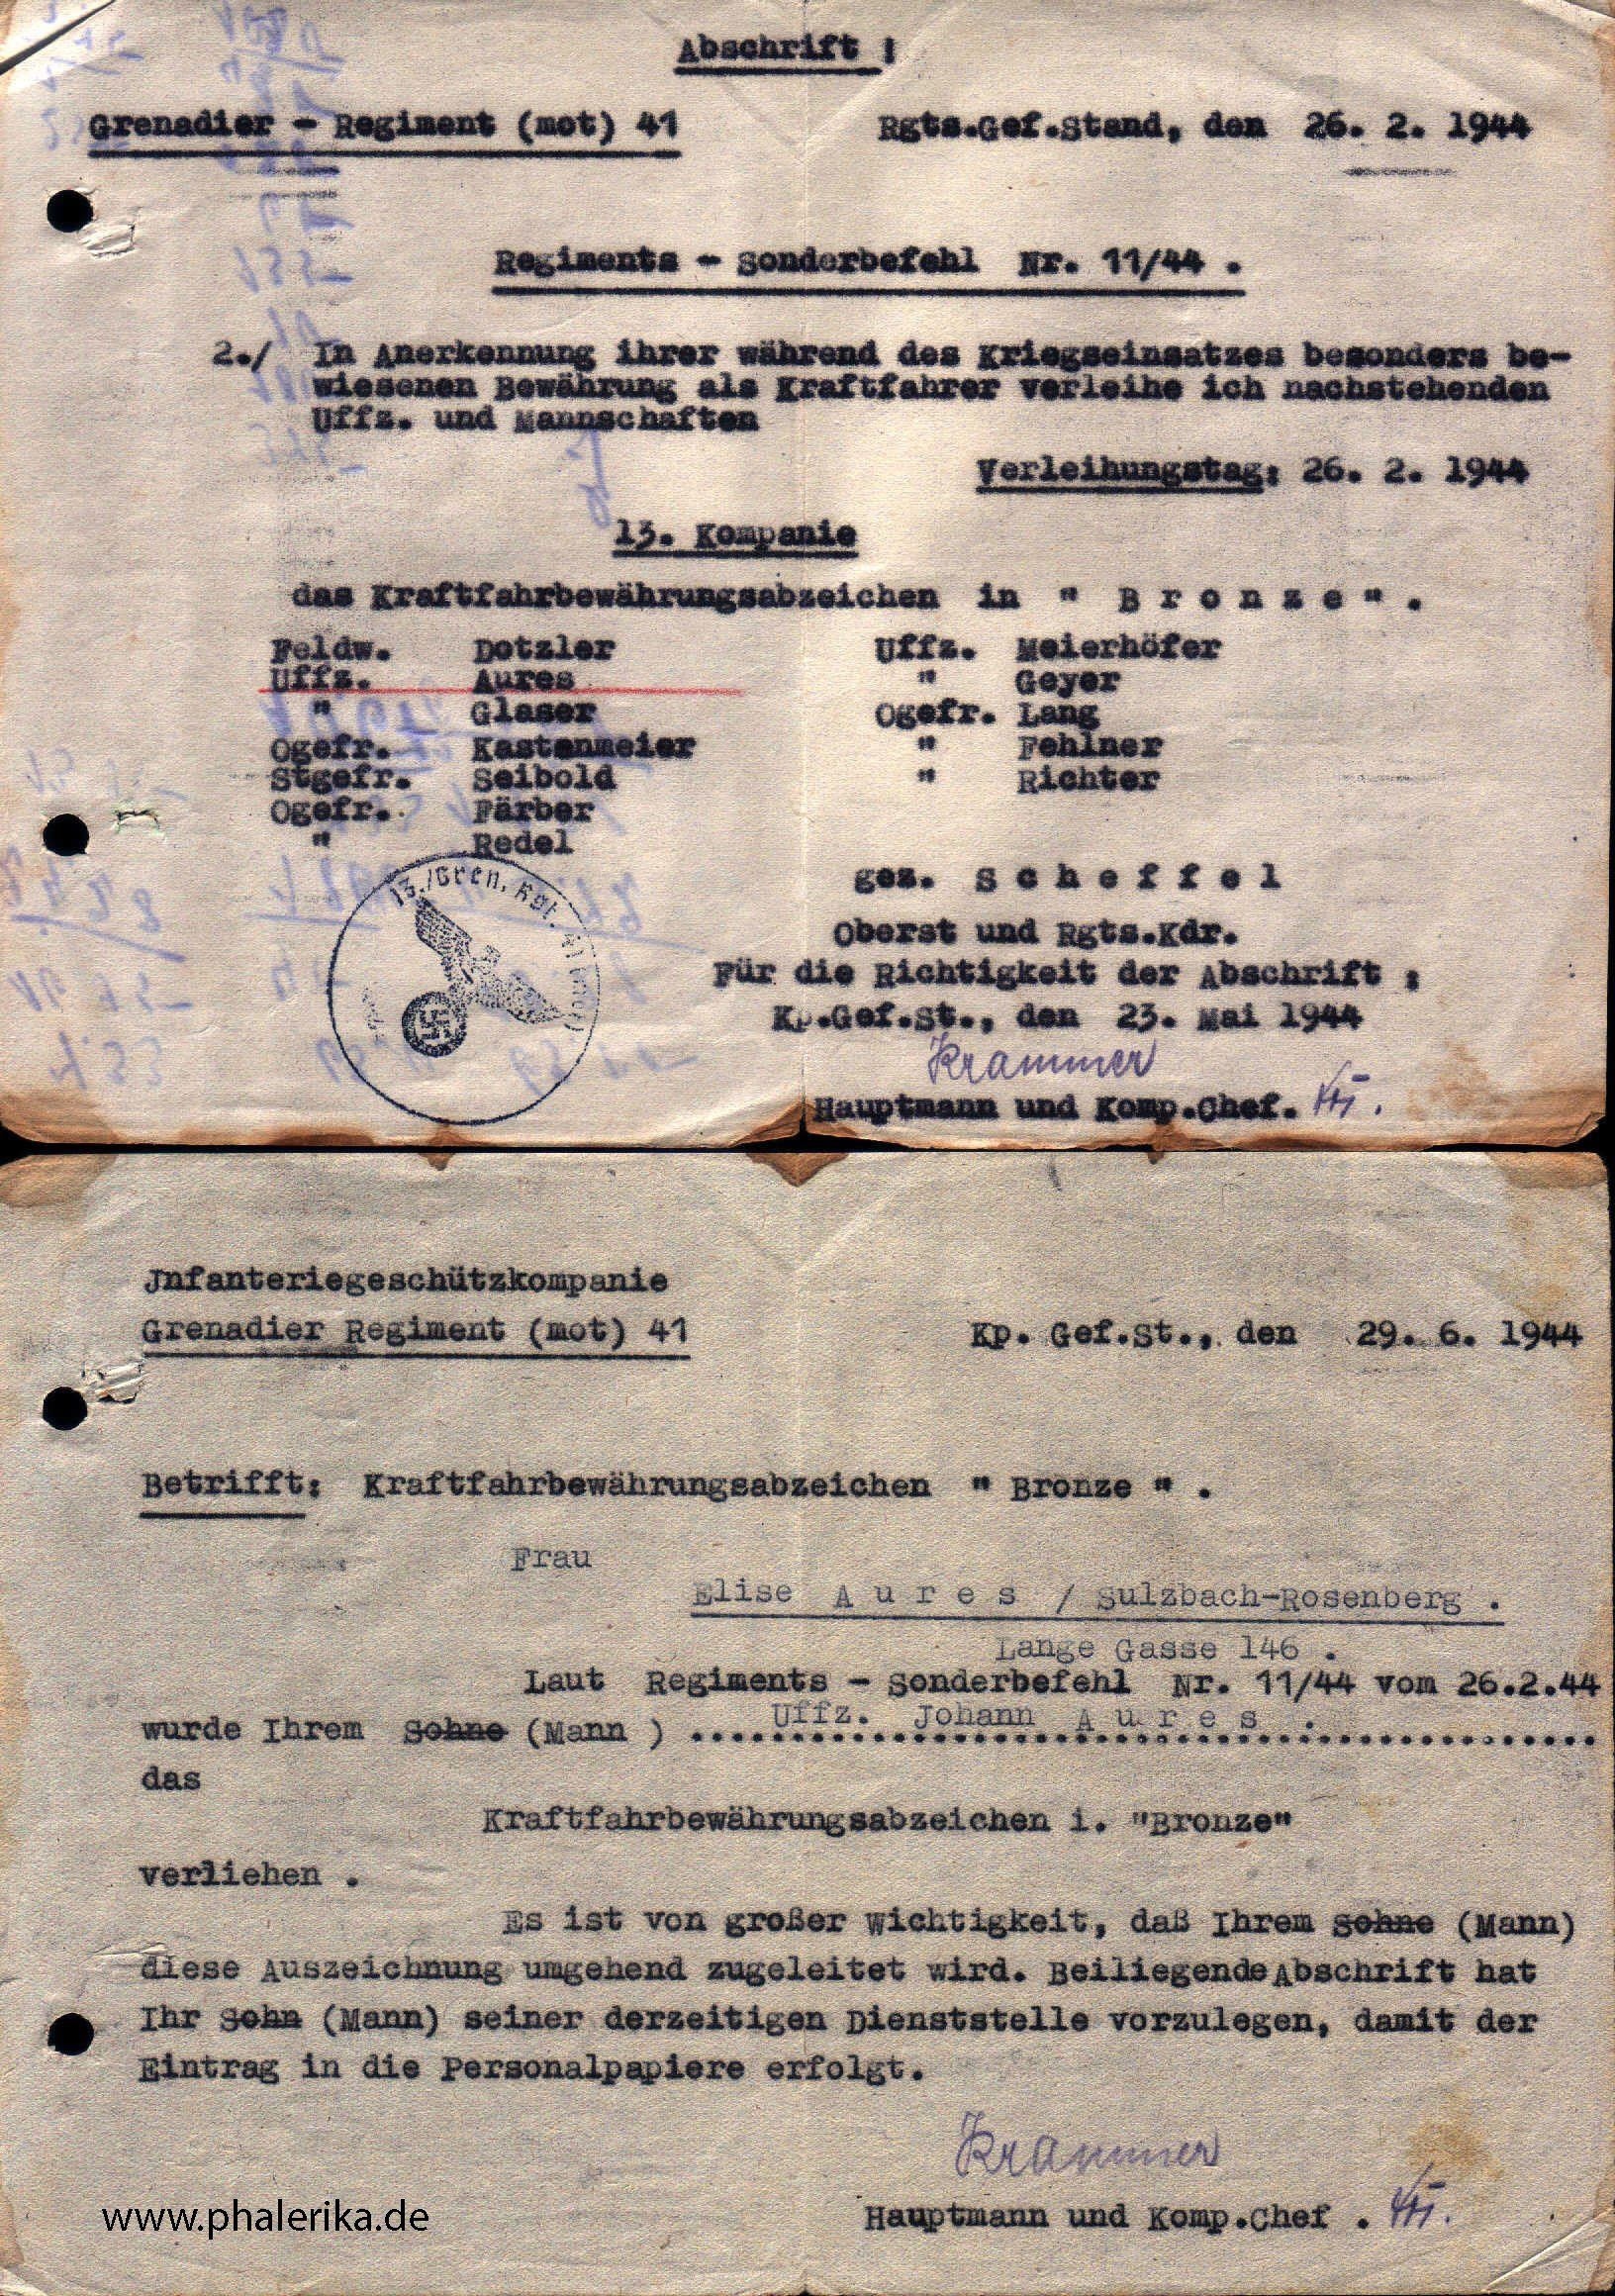 Abschrift :
Grenadier - Regiment (mot) 41 Rgts.Gef.Stand, den 26. 2. 1944
Regiments - Sonderbefehl Nr. 11/44 .
2./ In Anerkennung ihrer während des Kriegseinsatzes besonders be-
wiesenen Bewährung als Kraftfahrer verleihe ich nachstehenden
Uffz. und Mannschaften
Verleihungstag: 26. 2. 1944
13. Kompanie
das Kraftfahrbewährungsabzeichen in " B r o n z e " .
Feldw. Dotzler Uffz. Meierhöfer
Uffz. Aures " Geyer
" Glaser Ogefr. Lang
Ogefr. Kastenmeier " Fehlner
Stgefr. Seibold " Richter
Ogefr. Färber
" Redel
13./Gren. Rgt. 41 (mot)
gez. S c h e f f e l
Oberst und Rgts.Kdr.
Für die Richtigkeit der Abschrift :
Kp.Gef.St., den 23. Mai 1944
Krammer
Hauptmann und Komp.Chef.
Jnfanteriegeschützkompanie
Grenadier Regiment (mot) 41 Kp. Gef.St., den 29. 6. 1944
Betrifft: Kraftfahrbewährungsabzeichen " Bronze " .
Frau
Elise A u r e s / Sulzbach-Rosenberg .
Lange Gasse 146 .
Laut Regiments - Sonderbefehl Nr. 11/44 vom 26.2.44
wurde Ihrem Sohne (Mann ) Uffz. Johann A u r e s .
das
Kraftfahrbewährungsabzeichen i. "Bronze"
verliehen .
Es ist von großer Wichtigkeit, daß Ihrem Sohne (Mann)
diese Auszeichnung umgehend zugeleitet wird. Beiliegende Abschrift hat
Ihr Sohn (Mann) seiner derzeitigen Dienststelle vorzulegen, damit der
Eintrag in die Personalpapiere erfolgt.
Krammer
Hauptmann und Komp.Chef .
www.phalerika.de